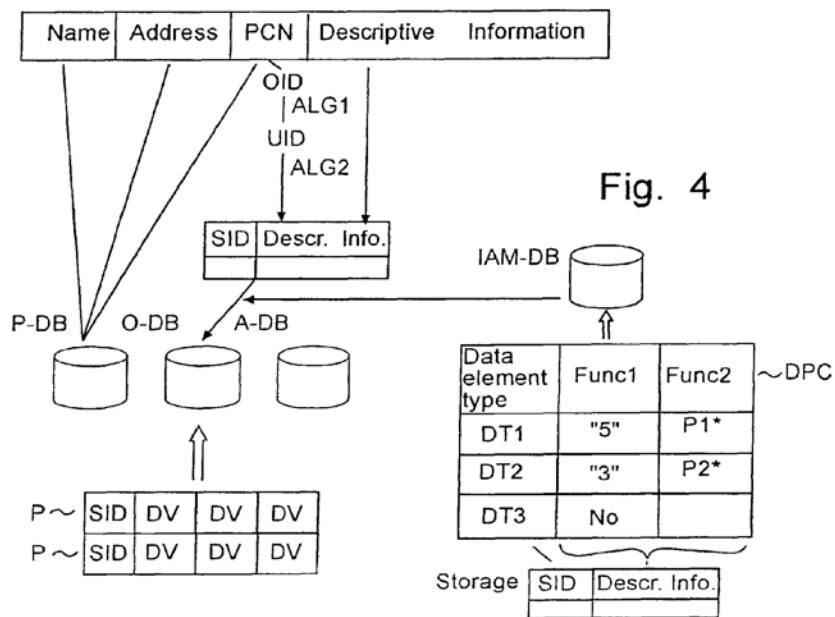 Name Address PCN Descriptive Information
OID
ALG1
UID
ALG2
Fig. 4
SID Descr. Info.
IAM-DB
P-DB O-DB A-DB
Data element type Func1 Func2 ~DPC
DT1 "5" P1*
DT2 "3" P2*
DT3 No
P~ SID DV DV DV
P~ SID DV DV DV
Storage SID Descr. Info.